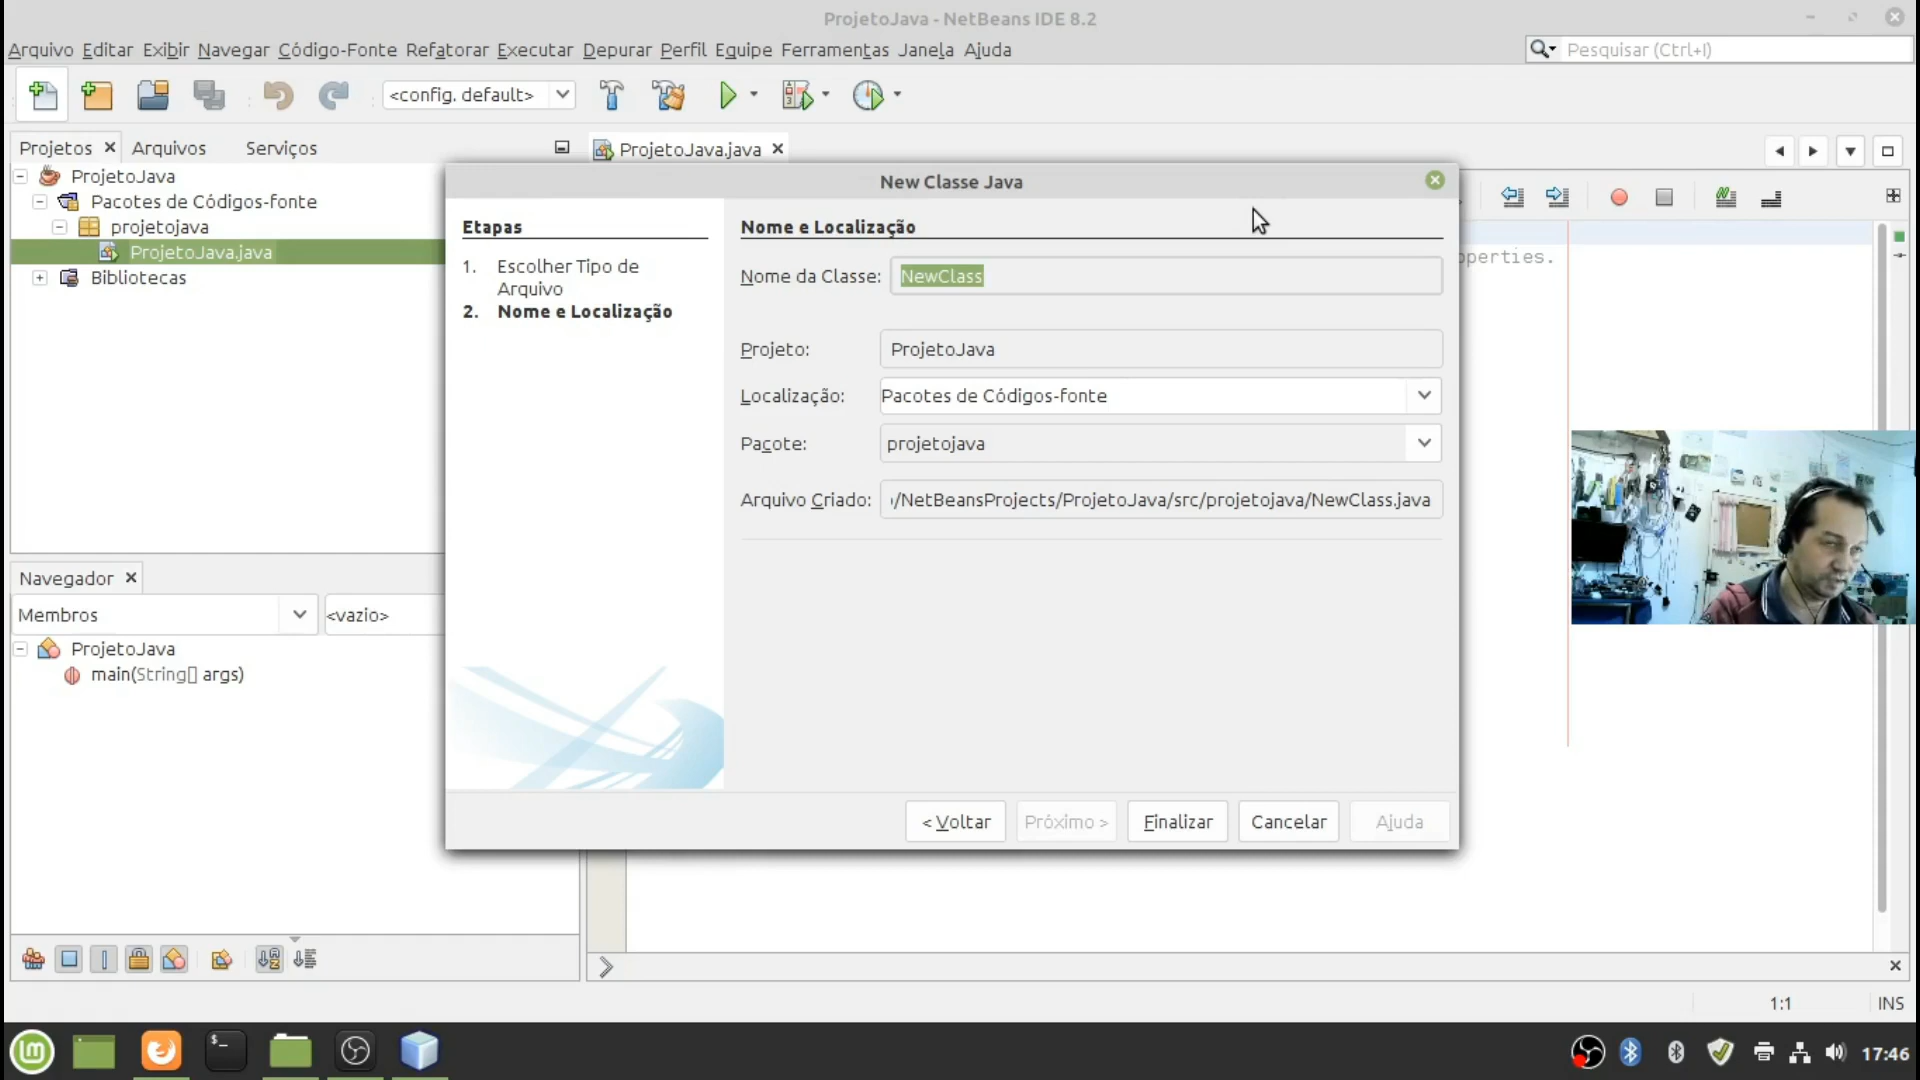 ProjetoJava - NetBeans IDE 8.2
Arquivo Editar Exibir Navegar Código-Fonte Refatorar Executar Depurar Perfil Equipe Ferramentas Janela Ajuda
Pesquisar (Ctrl+I)
<config. default>
Projetos Arquivos Serviços
ProjetoJava.java
ProjetoJava
Pacotes de Códigos-fonte
projetojava
ProjetoJava.java
Bibliotecas
New Classe Java
Etapas
1. Escolher Tipo de
Arquivo
2. Nome e Localização
Nome e Localização
Nome da Classe: NewClass
Projeto: ProjetoJava
Localização: Pacotes de Códigos-fonte
Pacote: projetojava
Arquivo Criado: /NetBeansProjects/ProjetoJava/src/projetojava/NewClass.java
< Voltar Próximo > Finalizar Cancelar Ajuda
perties.
Navegador
Membros
<vazio>
ProjetoJava
main(String[] args)
1:1
INS
17:46